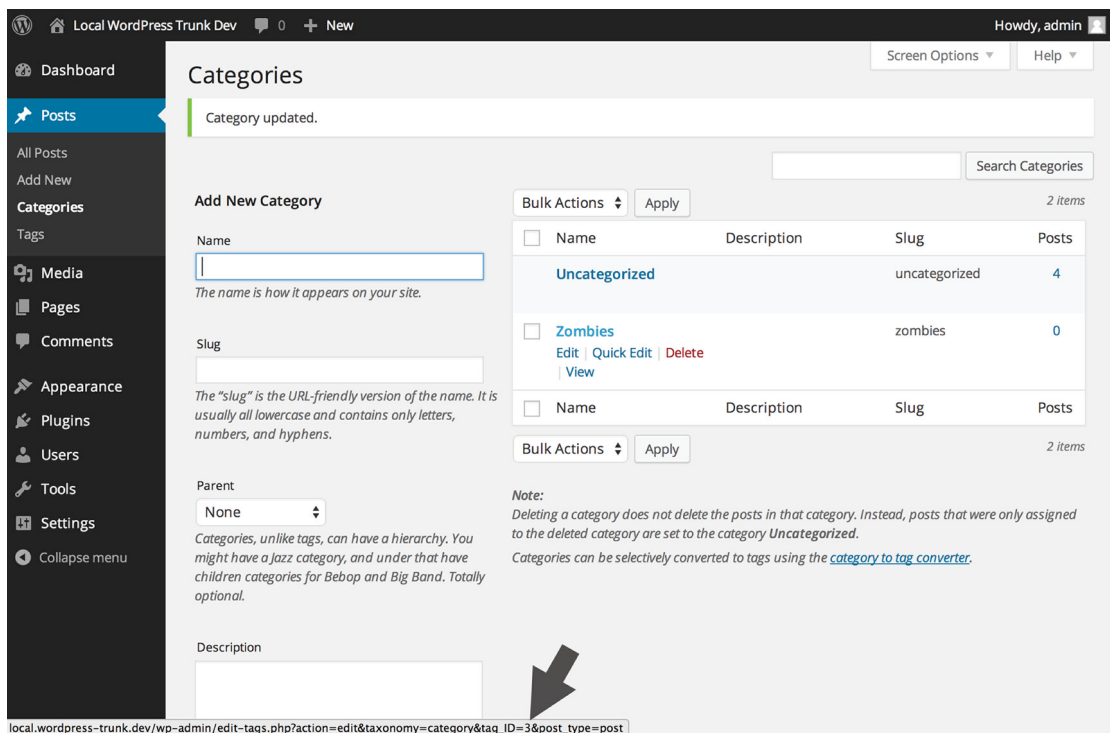 Local WordPress Trunk Dev 0 New Howdy, admin
Screen Options Help
Dashboard
Posts
All Posts
Add New
Categories
Tags
Media
Pages
Comments
Appearance
Plugins
Users
Tools
Settings
Collapse menu
Categories
Category updated.
Search Categories
Add New Category
Name
The name is how it appears on your site.
Slug
The “slug” is the URL-friendly version of the name. It is
usually all lowercase and contains only letters,
numbers, and hyphens.
Parent
None
Categories, unlike tags, can have a hierarchy. You
might have a Jazz category, and under that have
children categories for Bebop and Big Band. Totally
optional.
Description
Bulk Actions Apply 2 items
Name Description Slug Posts
Uncategorized uncategorized 4
Zombies zombies 0
Edit | Quick Edit | Delete
| View
Name Description Slug Posts
Bulk Actions Apply 2 items
Note:
Deleting a category does not delete the posts in that category. Instead, posts that were only assigned
to the deleted category are set to the category Uncategorized.
Categories can be selectively converted to tags using the category to tag converter.
local.wordpress-trunk.dev/wp-admin/edit-tags.php?action=edit&taxonomy=category&tag_ID=3&post_type=post